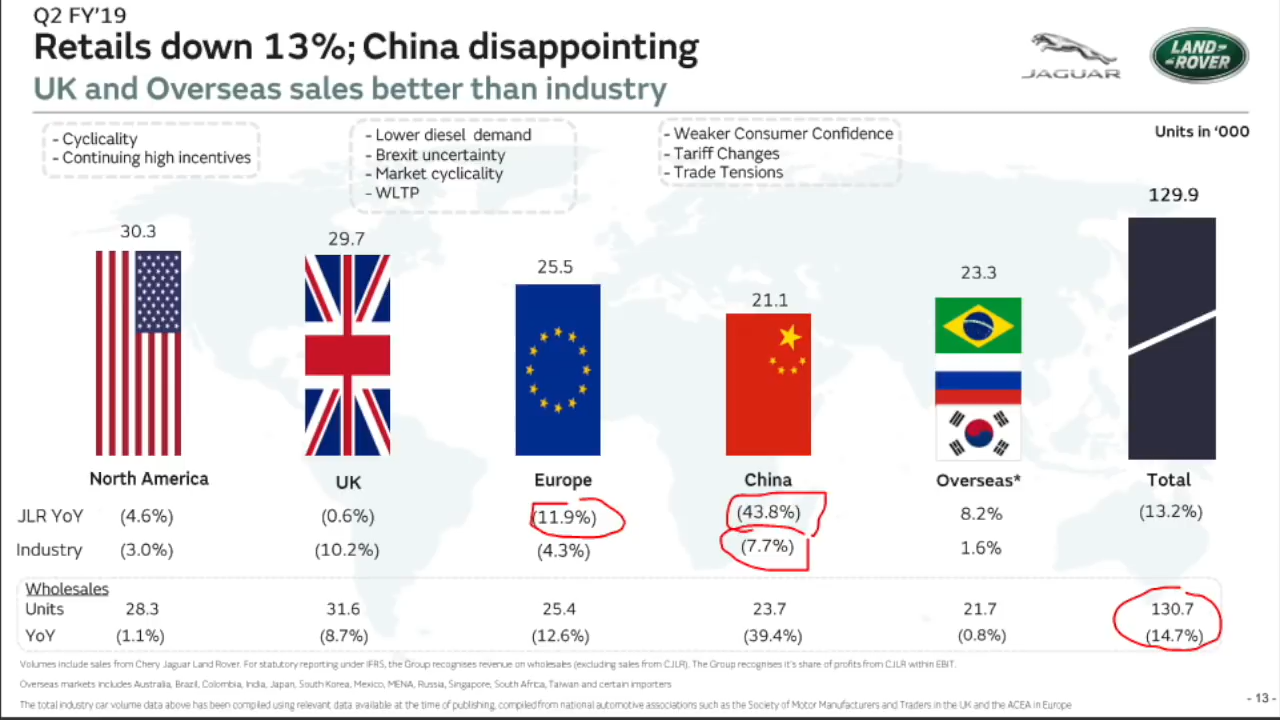 Q2 FY'19
Retails down 13%; China disappointing
UK and Overseas sales better than industry
JAGUAR
LAND-
-ROVER
- Cyclicality
- Continuing high incentives
- Lower diesel demand
- Brexit uncertainty
- Market cyclicality
- WLTP
- Weaker Consumer Confidence
- Tariff Changes
- Trade Tensions
Units in '000
30.3 29.7 25.5 21.1 23.3 129.9
North America UK Europe China Overseas* Total
JLR YoY (4.6%) (0.6%) (11.9%) (43.8%) 8.2% (13.2%)
Industry (3.0%) (10.2%) (4.3%) (7.7%) 1.6%
Wholesales
Units 28.3 31.6 25.4 23.7 21.7 130.7
YoY (1.1%) (8.7%) (12.6%) (39.4%) (0.8%) (14.7%)
Volumes include sales from Chery Jaguar Land Rover. For statutory reporting under IFRS, the Group recognises revenue on wholesales (excluding sales from CJLR). The Group recognises it's share of profits from CJLR within EBIT.
Overseas markets includes Australia, Brazil, Colombia, India, Japan, South Korea, Mexico, MENA, Russia, Singapore, South Africa, Taiwan and certain importers
The total industry car volume data above has been compiled using relevant data available at the time of publishing, compiled from national automotive associations such as the Society of Motor Manufacturers and Traders in the UK and the ACEA in Europe
- 13 -